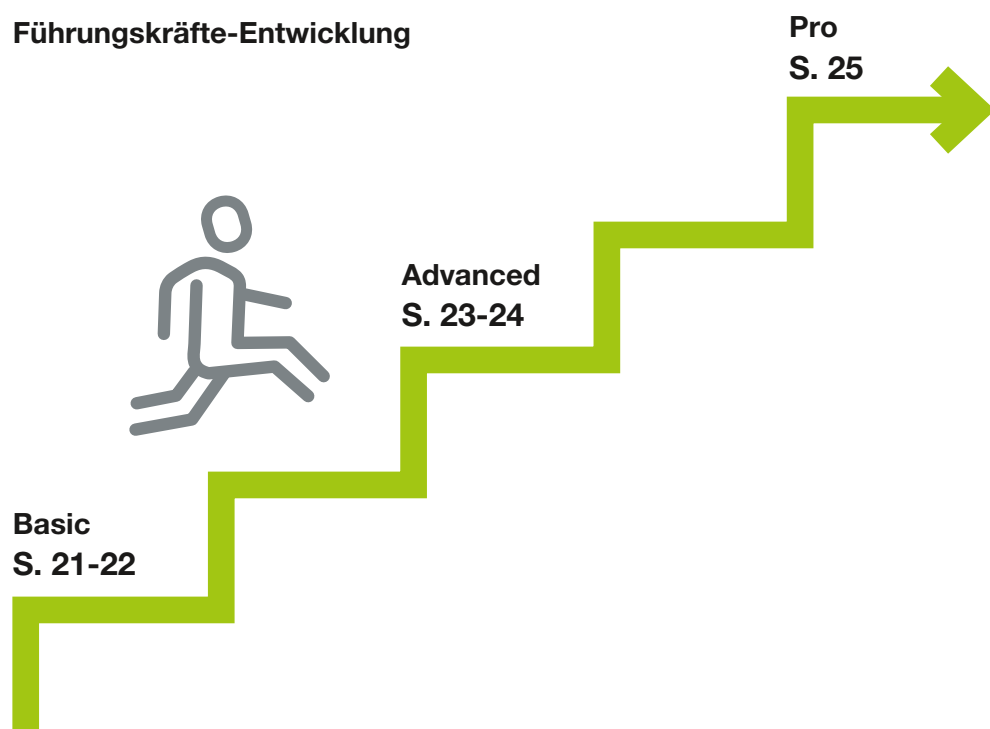 Führungskräfte-Entwicklung
Pro
S. 25
Advanced
S. 23-24
Basic
S. 21-22